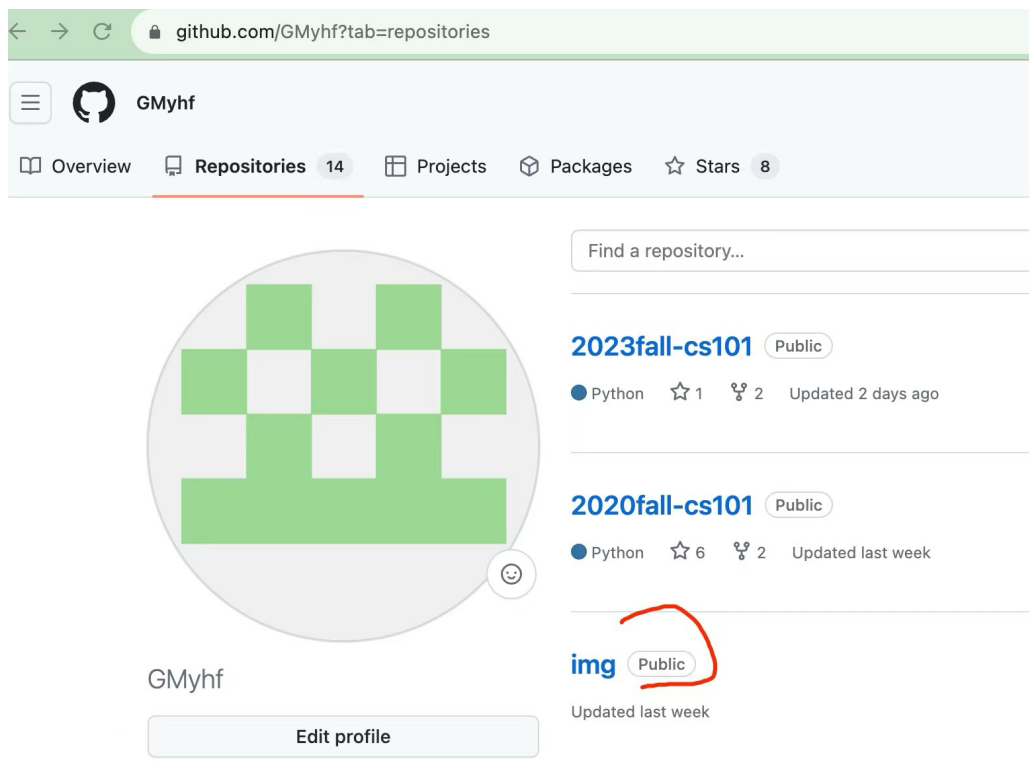 github.com/GMyhf?tab=repositories
GMyhf
Overview Repositories 14 Projects Packages Stars 8
Find a repository...
2023fall-cs101 Public
Python 1 2 Updated 2 days ago
2020fall-cs101 Public
Python 6 2 Updated last week
img Public
Updated last week
GMyhf
Edit profile